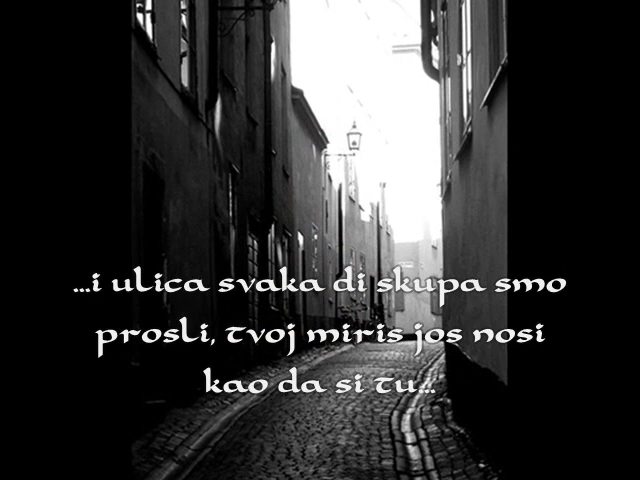 ...i ulica svaka di skupa smo
prosli, tvoj miris jos nosi
kao da si tu...